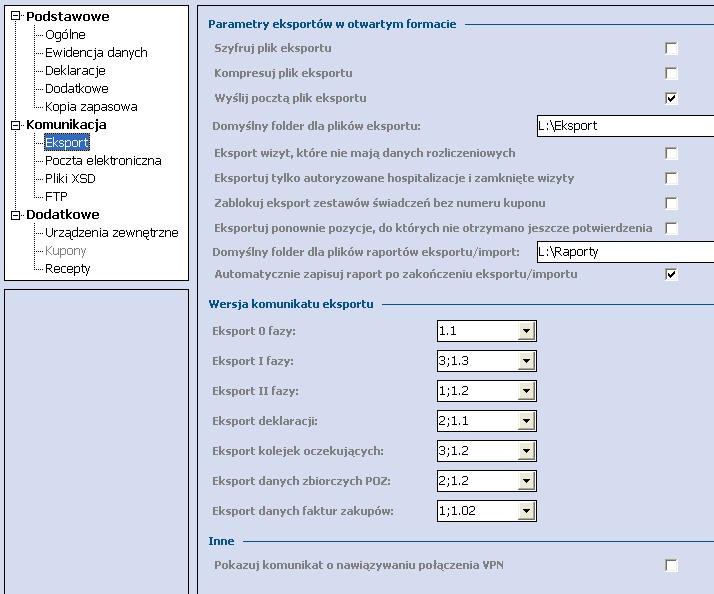 Podstawowe
Ogólne
Ewidencja danych
Deklaracje
Dodatkowe
Kopia zapasowa
Komunikacja
Eksport
Poczta elektroniczna
Pliki XSD
FTP
Dodatkowe
Urządzenia zewnętrzne
Kupony
Recepty
Parametry eksportów w otwartym formacie
Szyfruj plik eksportu
Kompresuj plik eksportu
Wyślij pocztą plik eksportu
Domyślny folder dla plików eksportu: L:\Eksport
Eksport wizyt, które nie mają danych rozliczeniowych
Eksportuj tylko autoryzowane hospitalizacje i zamknięte wizyty
Zablokuj eksport zestawów świadczeń bez numeru kuponu
Eksportuj ponownie pozycje, do których nie otrzymano jeszcze potwierdzenia
Domyślny folder dla plików raportów eksportu/import: L:\Raporty
Automatycznie zapisuj raport po zakończeniu eksportu/importu
Wersja komunikatu eksportu
Eksport 0 fazy: 1.1
Eksport I fazy: 3;1.3
Eksport II fazy: 1;1.2
Eksport deklaracji: 2;1.1
Eksport kolejek oczekujących: 3;1.2
Eksport danych zbiorczych POZ: 2;1.2
Eksport danych faktur zakupów: 1;1.02
Inne
Pokazuj komunikat o nawiązywaniu połączenia VPN